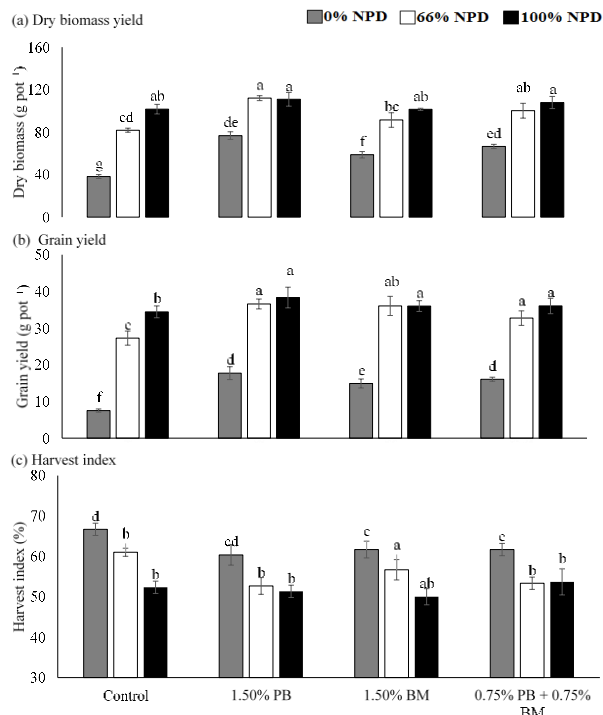 (a) Dry biomass yield
0% NPD 66% NPD 100% NPD
Dry biomass (g pot -1)
160
120
80
40
0
g cd ab
de a a
f bc ab
ed ab a
(b) Grain yield
Grain yield (g pot -1)
50
40
30
20
10
0
f c b
d a a
e ab a
d a a
(c) Harvest index
Harvest index (%)
80
70
60
50
40
30
d b b
cd b b
c a ab
c b b
Control 1.50% PB 1.50% BM 0.75% PB + 0.75%
BM